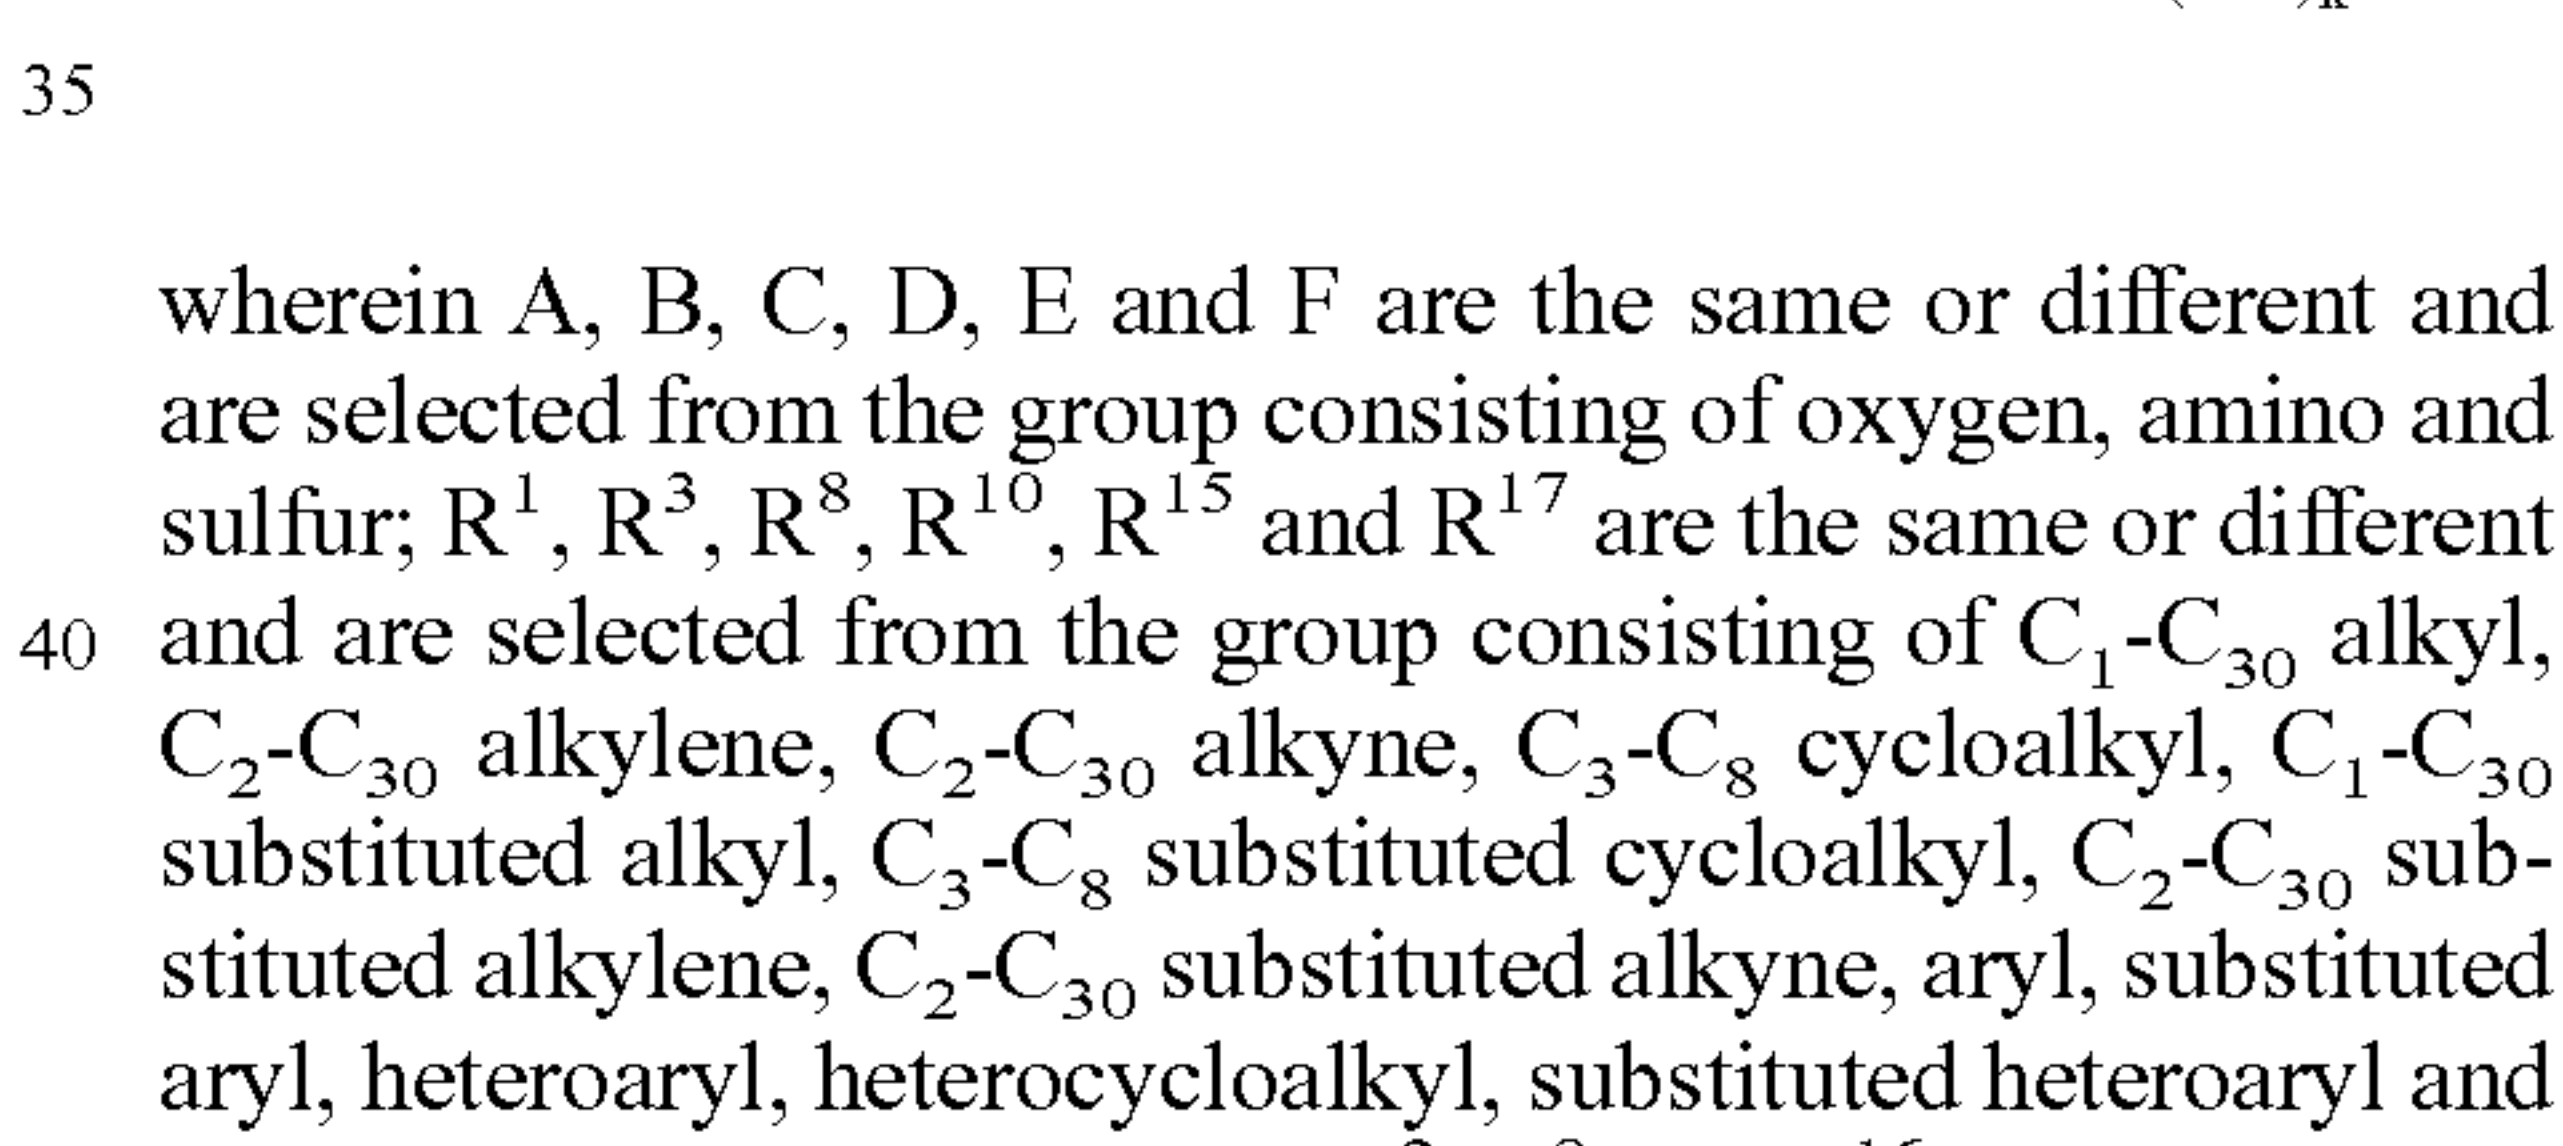 35
wherein A, B, C, D, E and F are the same or different and
are selected from the group consisting of oxygen, amino and
sulfur; R¹, R³, R⁸, R¹⁰, R¹⁵ and R¹⁷ are the same or different
40 and are selected from the group consisting of C₁-C₃₀ alkyl,
C₂-C₃₀ alkylene, C₂-C₃₀ alkyne, C₃-C₈ cycloalkyl, C₁-C₃₀
substituted alkyl, C₃-C₈ substituted cycloalkyl, C₂-C₃₀ sub-
stituted alkylene, C₂-C₃₀ substituted alkyne, aryl, substituted
aryl, heteroaryl, heterocycloalkyl, substituted heteroaryl and